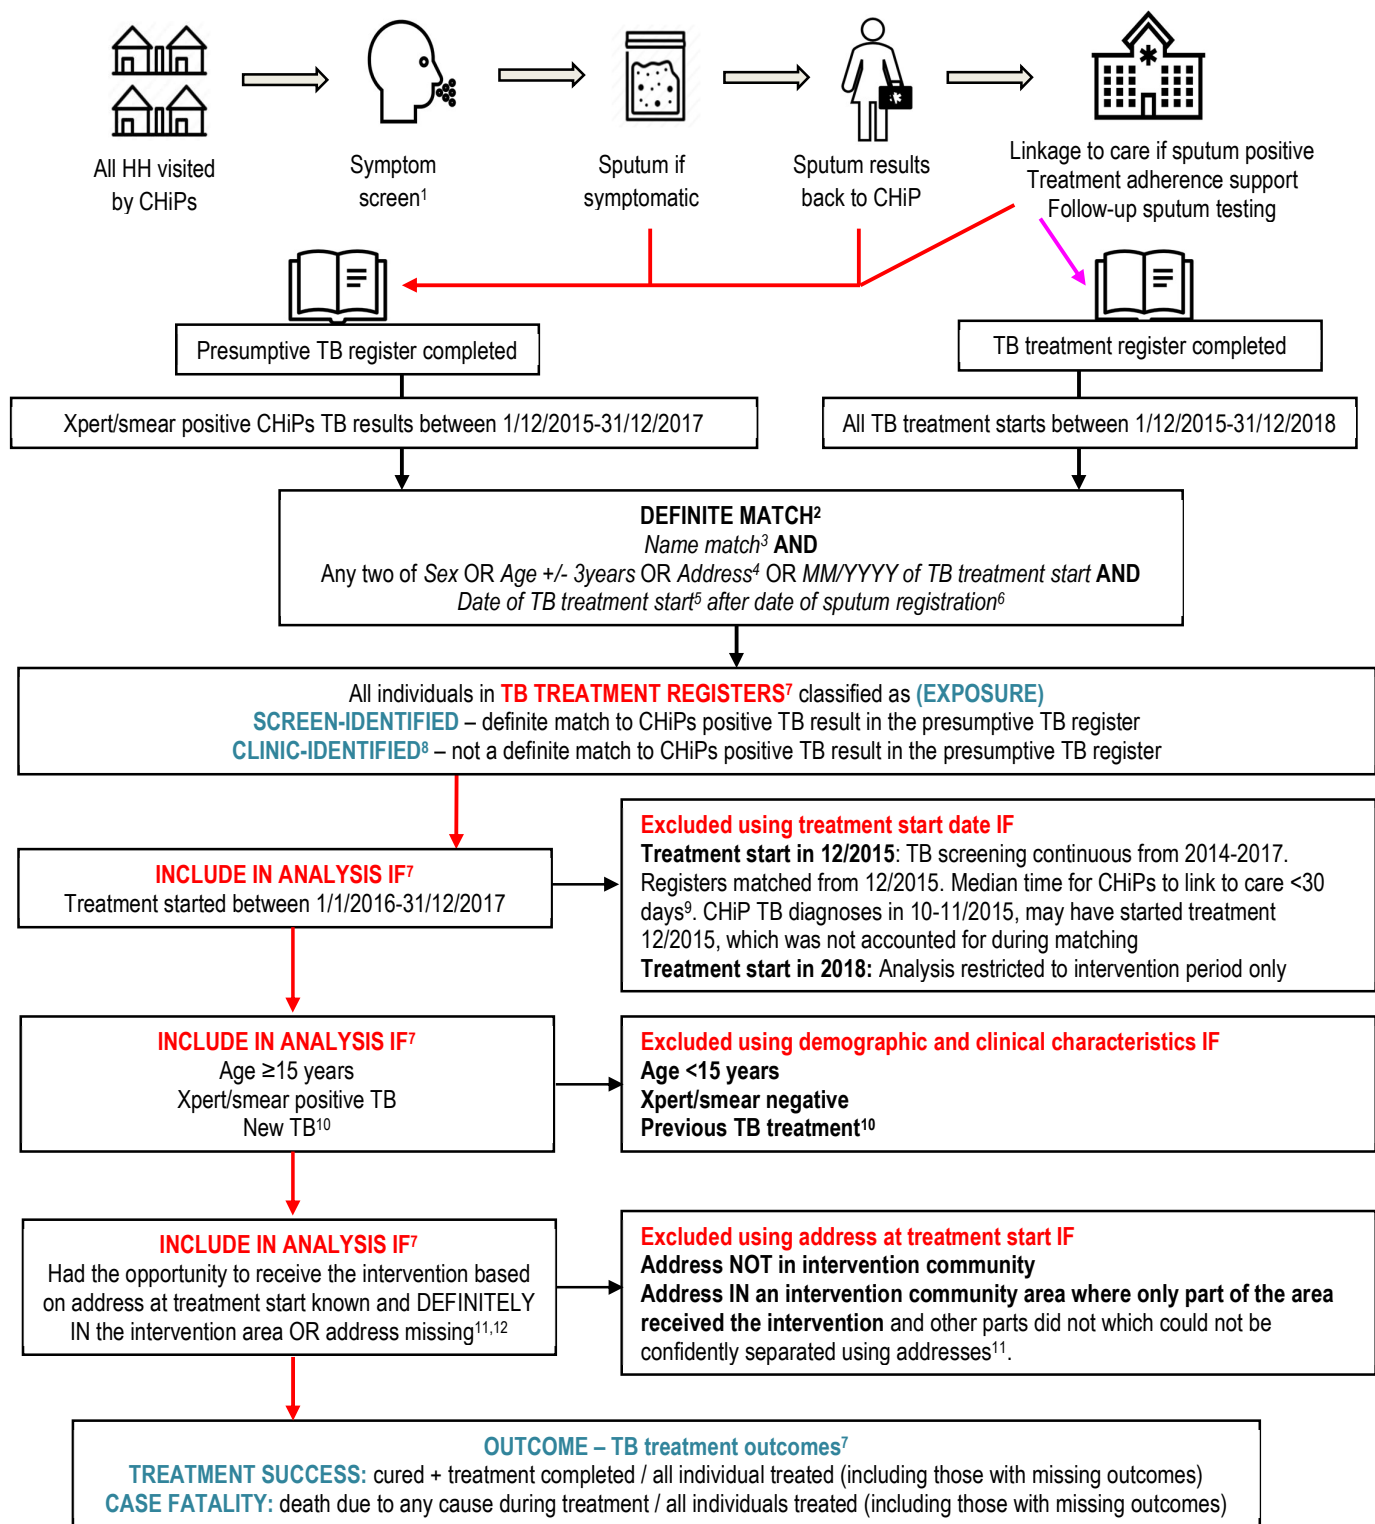 All HH visited
by CHiPs
Symptom
screen¹
Sputum if
symptomatic
Sputum results
back to CHiP
Linkage to care if sputum positive
Treatment adherence support
Follow-up sputum testing
Presumptive TB register completed
TB treatment register completed
Xpert/smear positive CHiPs TB results between 1/12/2015-31/12/2017
All TB treatment starts between 1/12/2015-31/12/2018
DEFINITE MATCH²
Name match³ AND
Any two of Sex OR Age +/- 3years OR Address⁴ OR MM/YYYY of TB treatment start AND
Date of TB treatment start⁵ after date of sputum registration⁶
All individuals in TB TREATMENT REGISTERS⁷ classified as (EXPOSURE)
SCREEN-IDENTIFIED – definite match to CHiPs positive TB result in the presumptive TB register
CLINIC-IDENTIFIED⁸ – not a definite match to CHiPs positive TB result in the presumptive TB register
INCLUDE IN ANALYSIS IF⁷
Treatment started between 1/1/2016-31/12/2017
Excluded using treatment start date IF
Treatment start in 12/2015: TB screening continuous from 2014-2017.
Registers matched from 12/2015. Median time for CHiPs to link to care <30
days⁹. CHiP TB diagnoses in 10-11/2015, may have started treatment
12/2015, which was not accounted for during matching
Treatment start in 2018: Analysis restricted to intervention period only
INCLUDE IN ANALYSIS IF⁷
Age ≥15 years
Xpert/smear positive TB
New TB¹⁰
Excluded using demographic and clinical characteristics IF
Age <15 years
Xpert/smear negative
Previous TB treatment¹⁰
INCLUDE IN ANALYSIS IF⁷
Had the opportunity to receive the intervention based
on address at treatment start known and DEFINITELY
IN the intervention area OR address missing¹¹,¹²
Excluded using address at treatment start IF
Address NOT in intervention community
Address IN an intervention community area where only part of the area
received the intervention and other parts did not which could not be
confidently separated using addresses¹¹.
OUTCOME – TB treatment outcomes⁷
TREATMENT SUCCESS: cured + treatment completed / all individual treated (including those with missing outcomes)
CASE FATALITY: death due to any cause during treatment / all individuals treated (including those with missing outcomes)